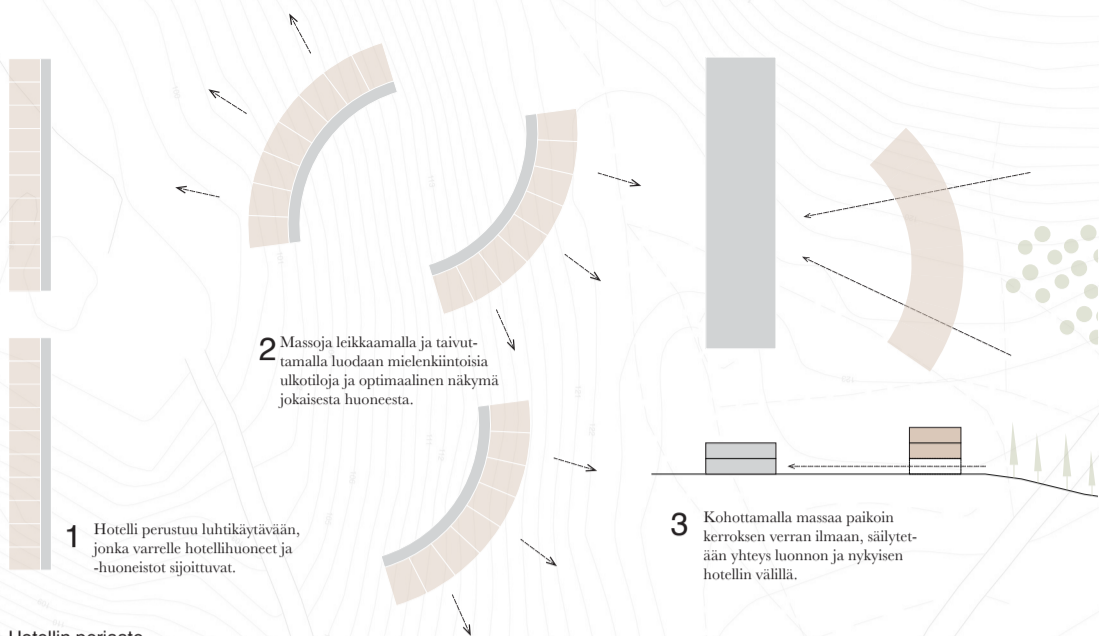 1 Hotelli perustuu luhtikäytävään,
jonka varrelle hotellihuoneet ja
-huoneistot sijoittuvat.
2 Massoja leikkaamalla ja taivut-
tamalla luodaan mielenkiintoisia
ulkotiloja ja optimaalinen näkymä
jokaisesta huoneesta.
3 Kohottamalla massaa paikoin
kerroksen verran ilmaan, säilytet-
ään yhteys luonnon ja nykyisen
hotellin välillä.
Hotellin periaate